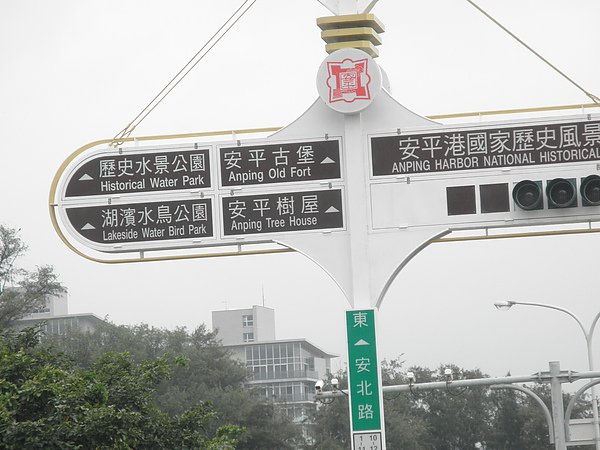 歷史水景公園
Historical Water Park
安平古堡
Anping Old Fort
湖濱水鳥公園
Lakeside Water Bird Park
安平樹屋
Anping Tree House
安平港國家歷史風景
ANPING HARBOR NATIONAL HISTORICAL
東
安北路
1 10